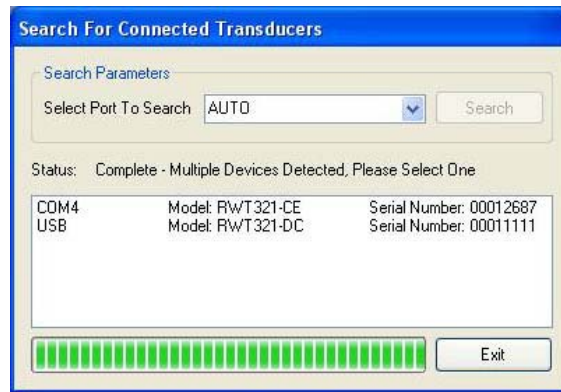 Search For Connected Transducers
Search Parameters
Select Port To Search AUTO Search
Status: Complete - Multiple Devices Detected, Please Select One
COM4 Model: RWT321-CE Serial Number: 00012687
USB Model: RWT321-DC Serial Number: 00011111
Exit